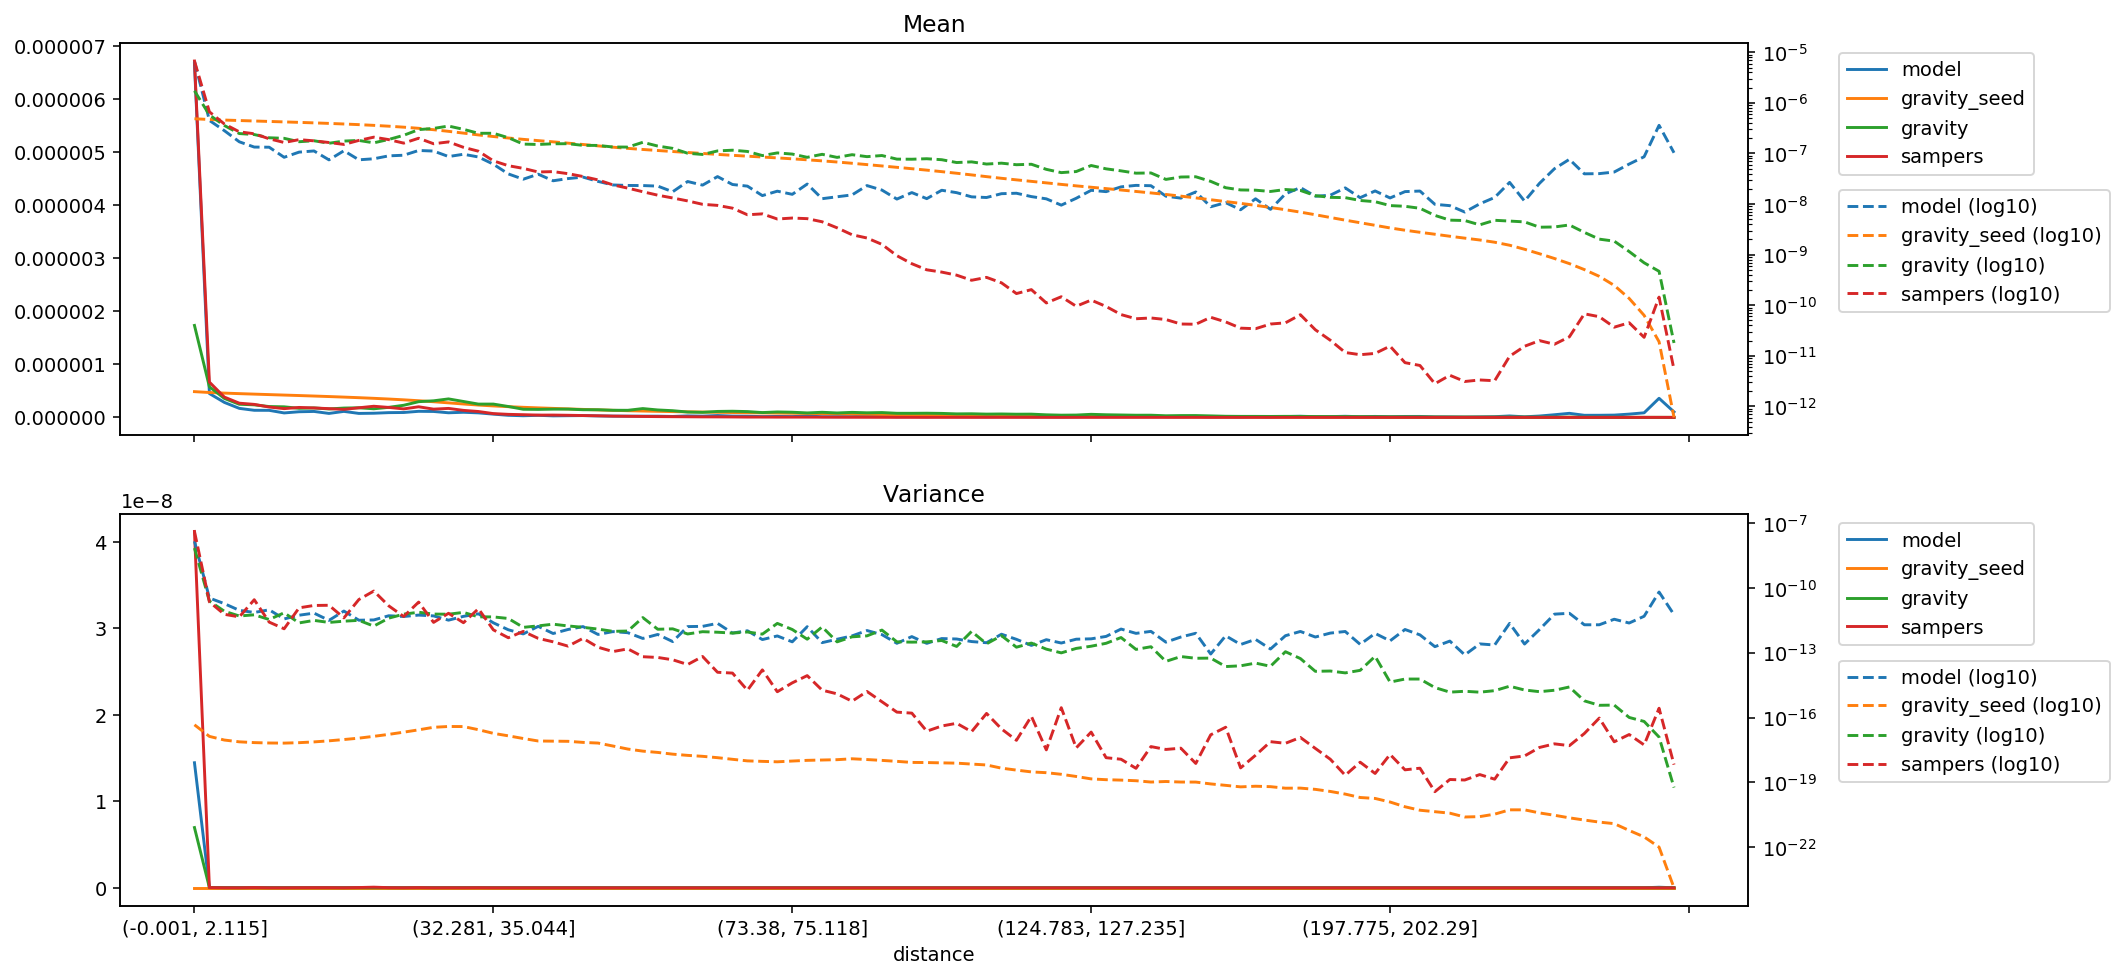 Mean
0.000007
0.000006
0.000005
0.000004
0.000003
0.000002
0.000001
0.000000
10⁻⁵
10⁻⁶
10⁻⁷
10⁻⁸
10⁻⁹
10⁻¹⁰
10⁻¹¹
10⁻¹²
model
gravity_seed
gravity
sampers
model (log10)
gravity_seed (log10)
gravity (log10)
sampers (log10)
Variance
1e−8
4
3
2
1
0
10⁻⁷
10⁻¹⁰
10⁻¹³
10⁻¹⁶
10⁻¹⁹
10⁻²²
model
gravity_seed
gravity
sampers
model (log10)
gravity_seed (log10)
gravity (log10)
sampers (log10)
(-0.001, 2.115] (32.281, 35.044] (73.38, 75.118] (124.783, 127.235] (197.775, 202.29]
distance